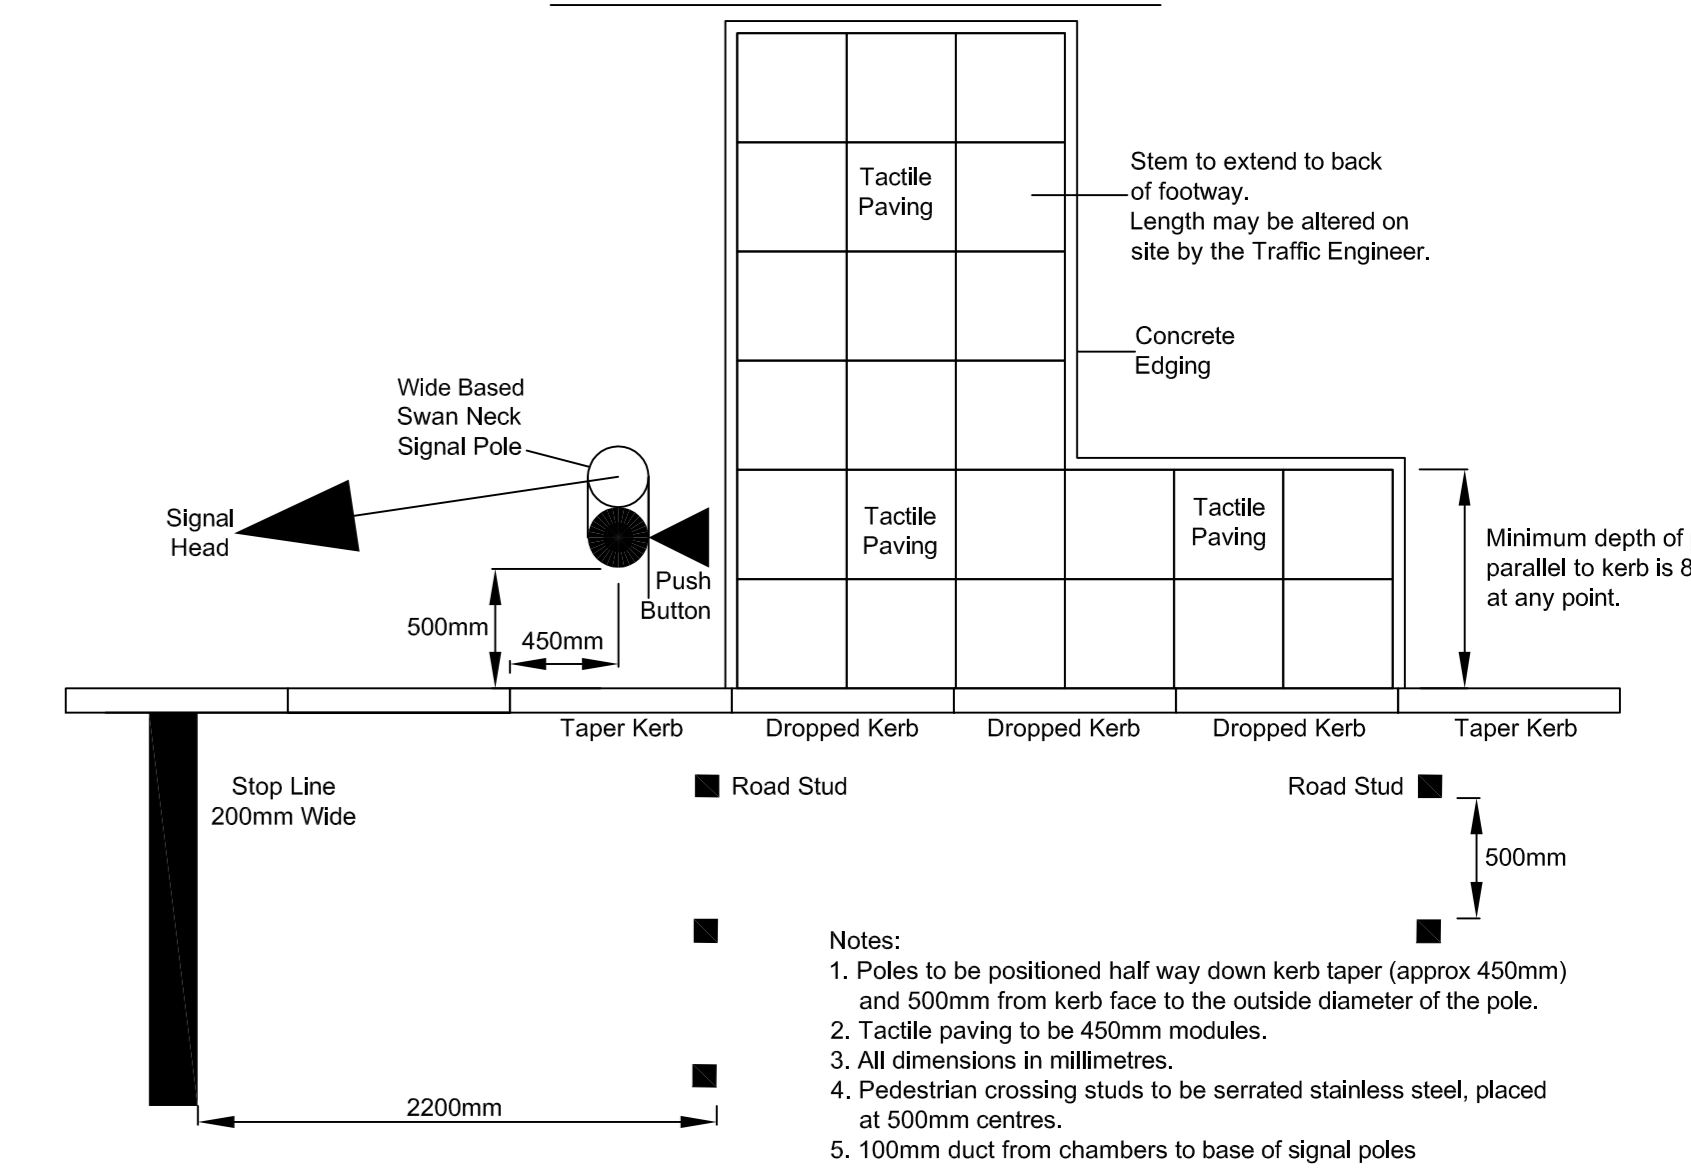 Tactile
Paving
Stem to extend to back
of footway.
Length may be altered on
site by the Traffic Engineer.
Concrete
Edging
Wide Based
Swan Neck
Signal Pole
Signal
Head
Push
Button
Tactile
Paving
Tactile
Paving
Minimum depth of
parallel to kerb is 8
at any point.
500mm
450mm
Taper Kerb
Dropped Kerb
Dropped Kerb
Dropped Kerb
Taper Kerb
Stop Line
200mm Wide
Road Stud
Road Stud
500mm
2200mm
Notes:
1. Poles to be positioned half way down kerb taper (approx 450mm)
and 500mm from kerb face to the outside diameter of the pole.
2. Tactile paving to be 450mm modules.
3. All dimensions in millimetres.
4. Pedestrian crossing studs to be serrated stainless steel, placed
at 500mm centres.
5. 100mm duct from chambers to base of signal poles